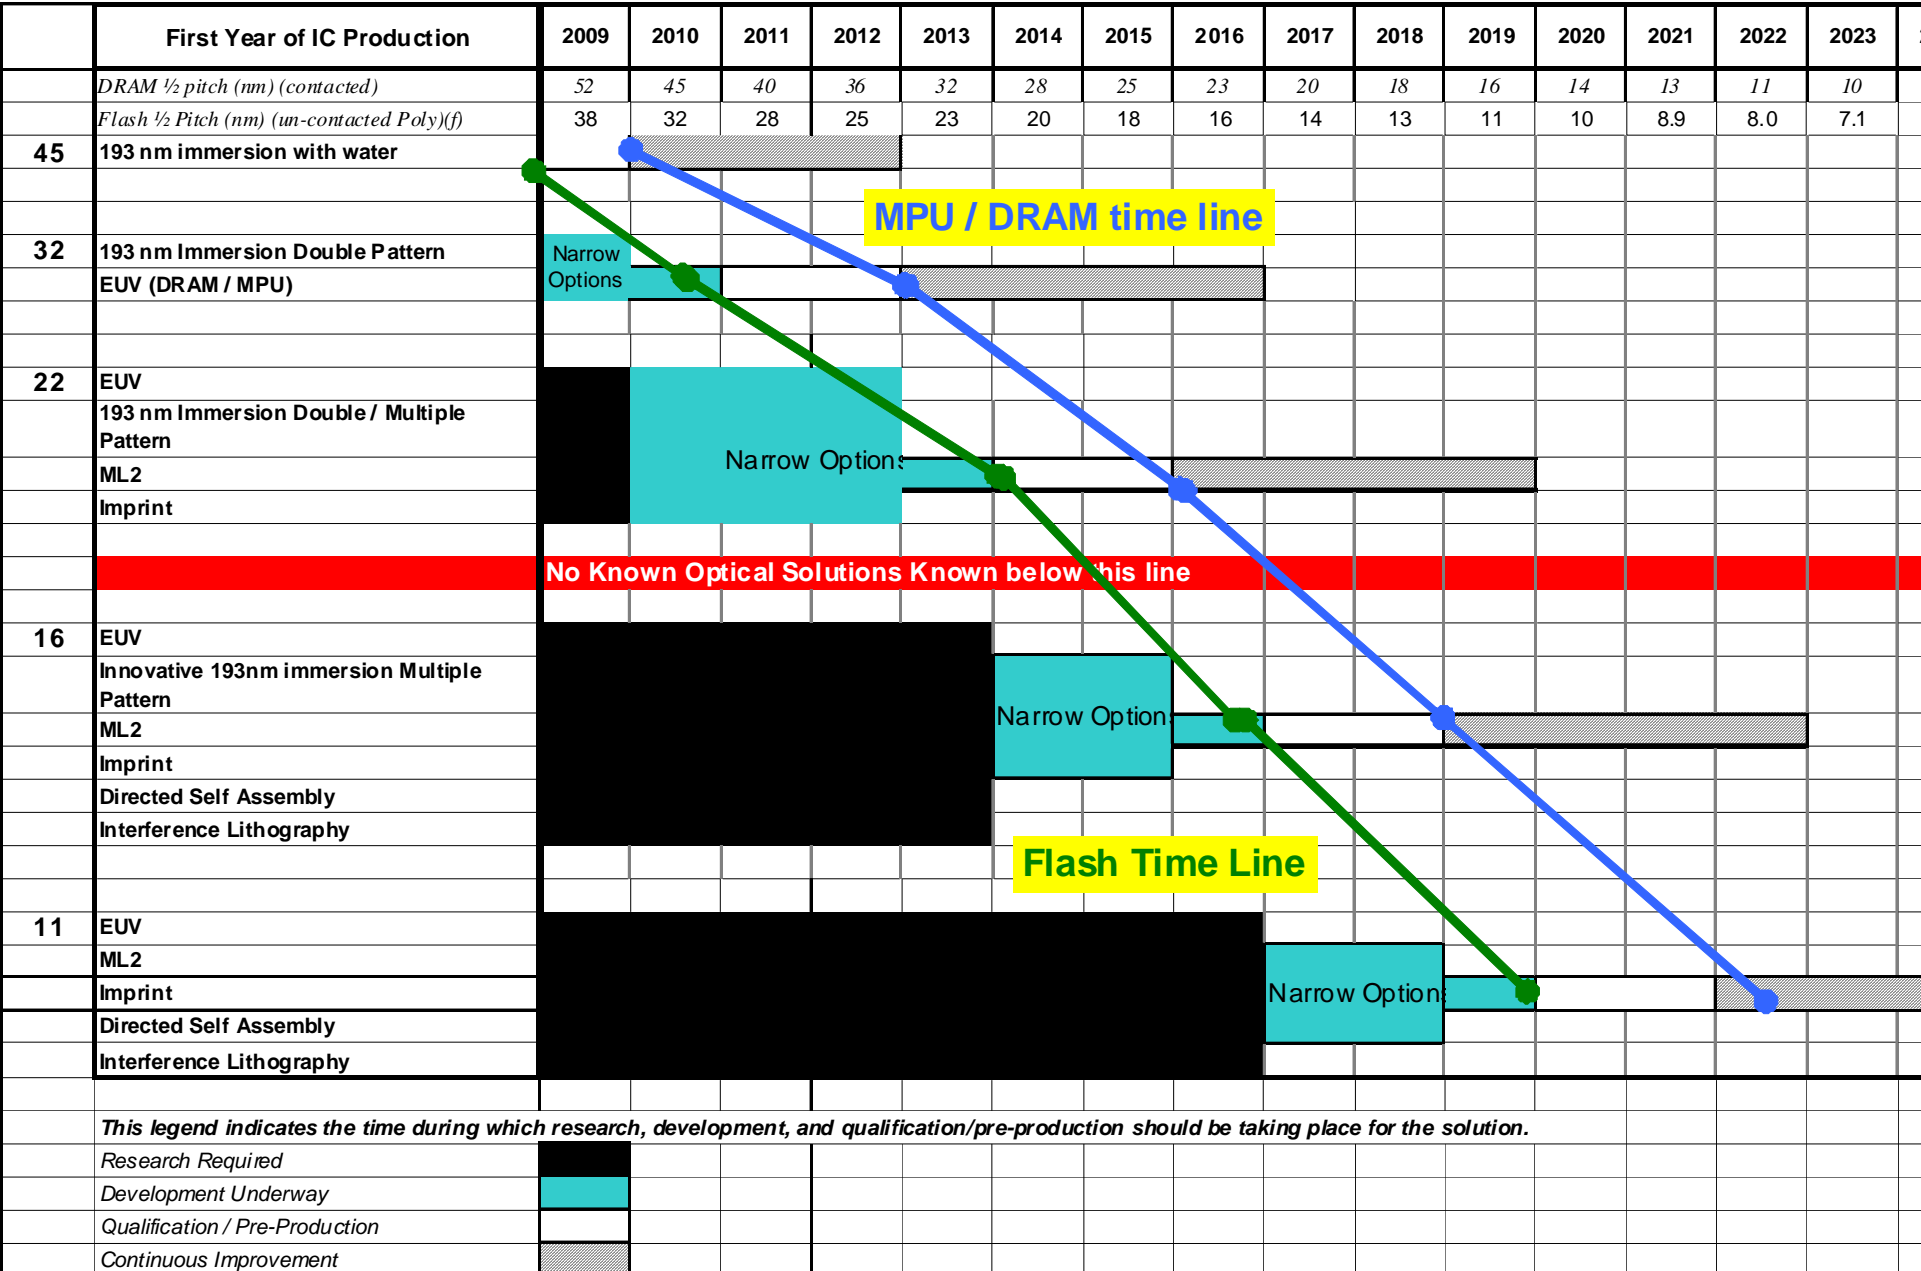 First Year of IC Production 2009 2010 2011 2012 2013 2014 2015 2016 2017 2018 2019 2020 2021 2022 2023
DRAM ½ pitch (nm) (contacted) 52 45 40 36 32 28 25 23 20 18 16 14 13 11 10
Flash ½ Pitch (nm) (un-contacted Poly)(f) 38 32 28 25 23 20 18 16 14 13 11 10 8.9 8.0 7.1
45 193 nm immersion with water
MPU / DRAM time line
32 193 nm Immersion Double Pattern
Narrow
Options
EUV (DRAM / MPU)
22 EUV
193 nm Immersion Double / Multiple
Pattern
Narrow Options
ML2
Imprint
No Known Optical Solutions Known below this line
16 EUV
Innovative 193nm immersion Multiple
Pattern
Narrow Option
ML2
Imprint
Directed Self Assembly
Interference Lithography
Flash Time Line
11 EUV
ML2
Imprint
Narrow Options
Directed Self Assembly
Interference Lithography
This legend indicates the time during which research, development, and qualification/pre-production should be taking place for the solution.
Research Required
Development Underway
Qualification / Pre-Production
Continuous Improvement